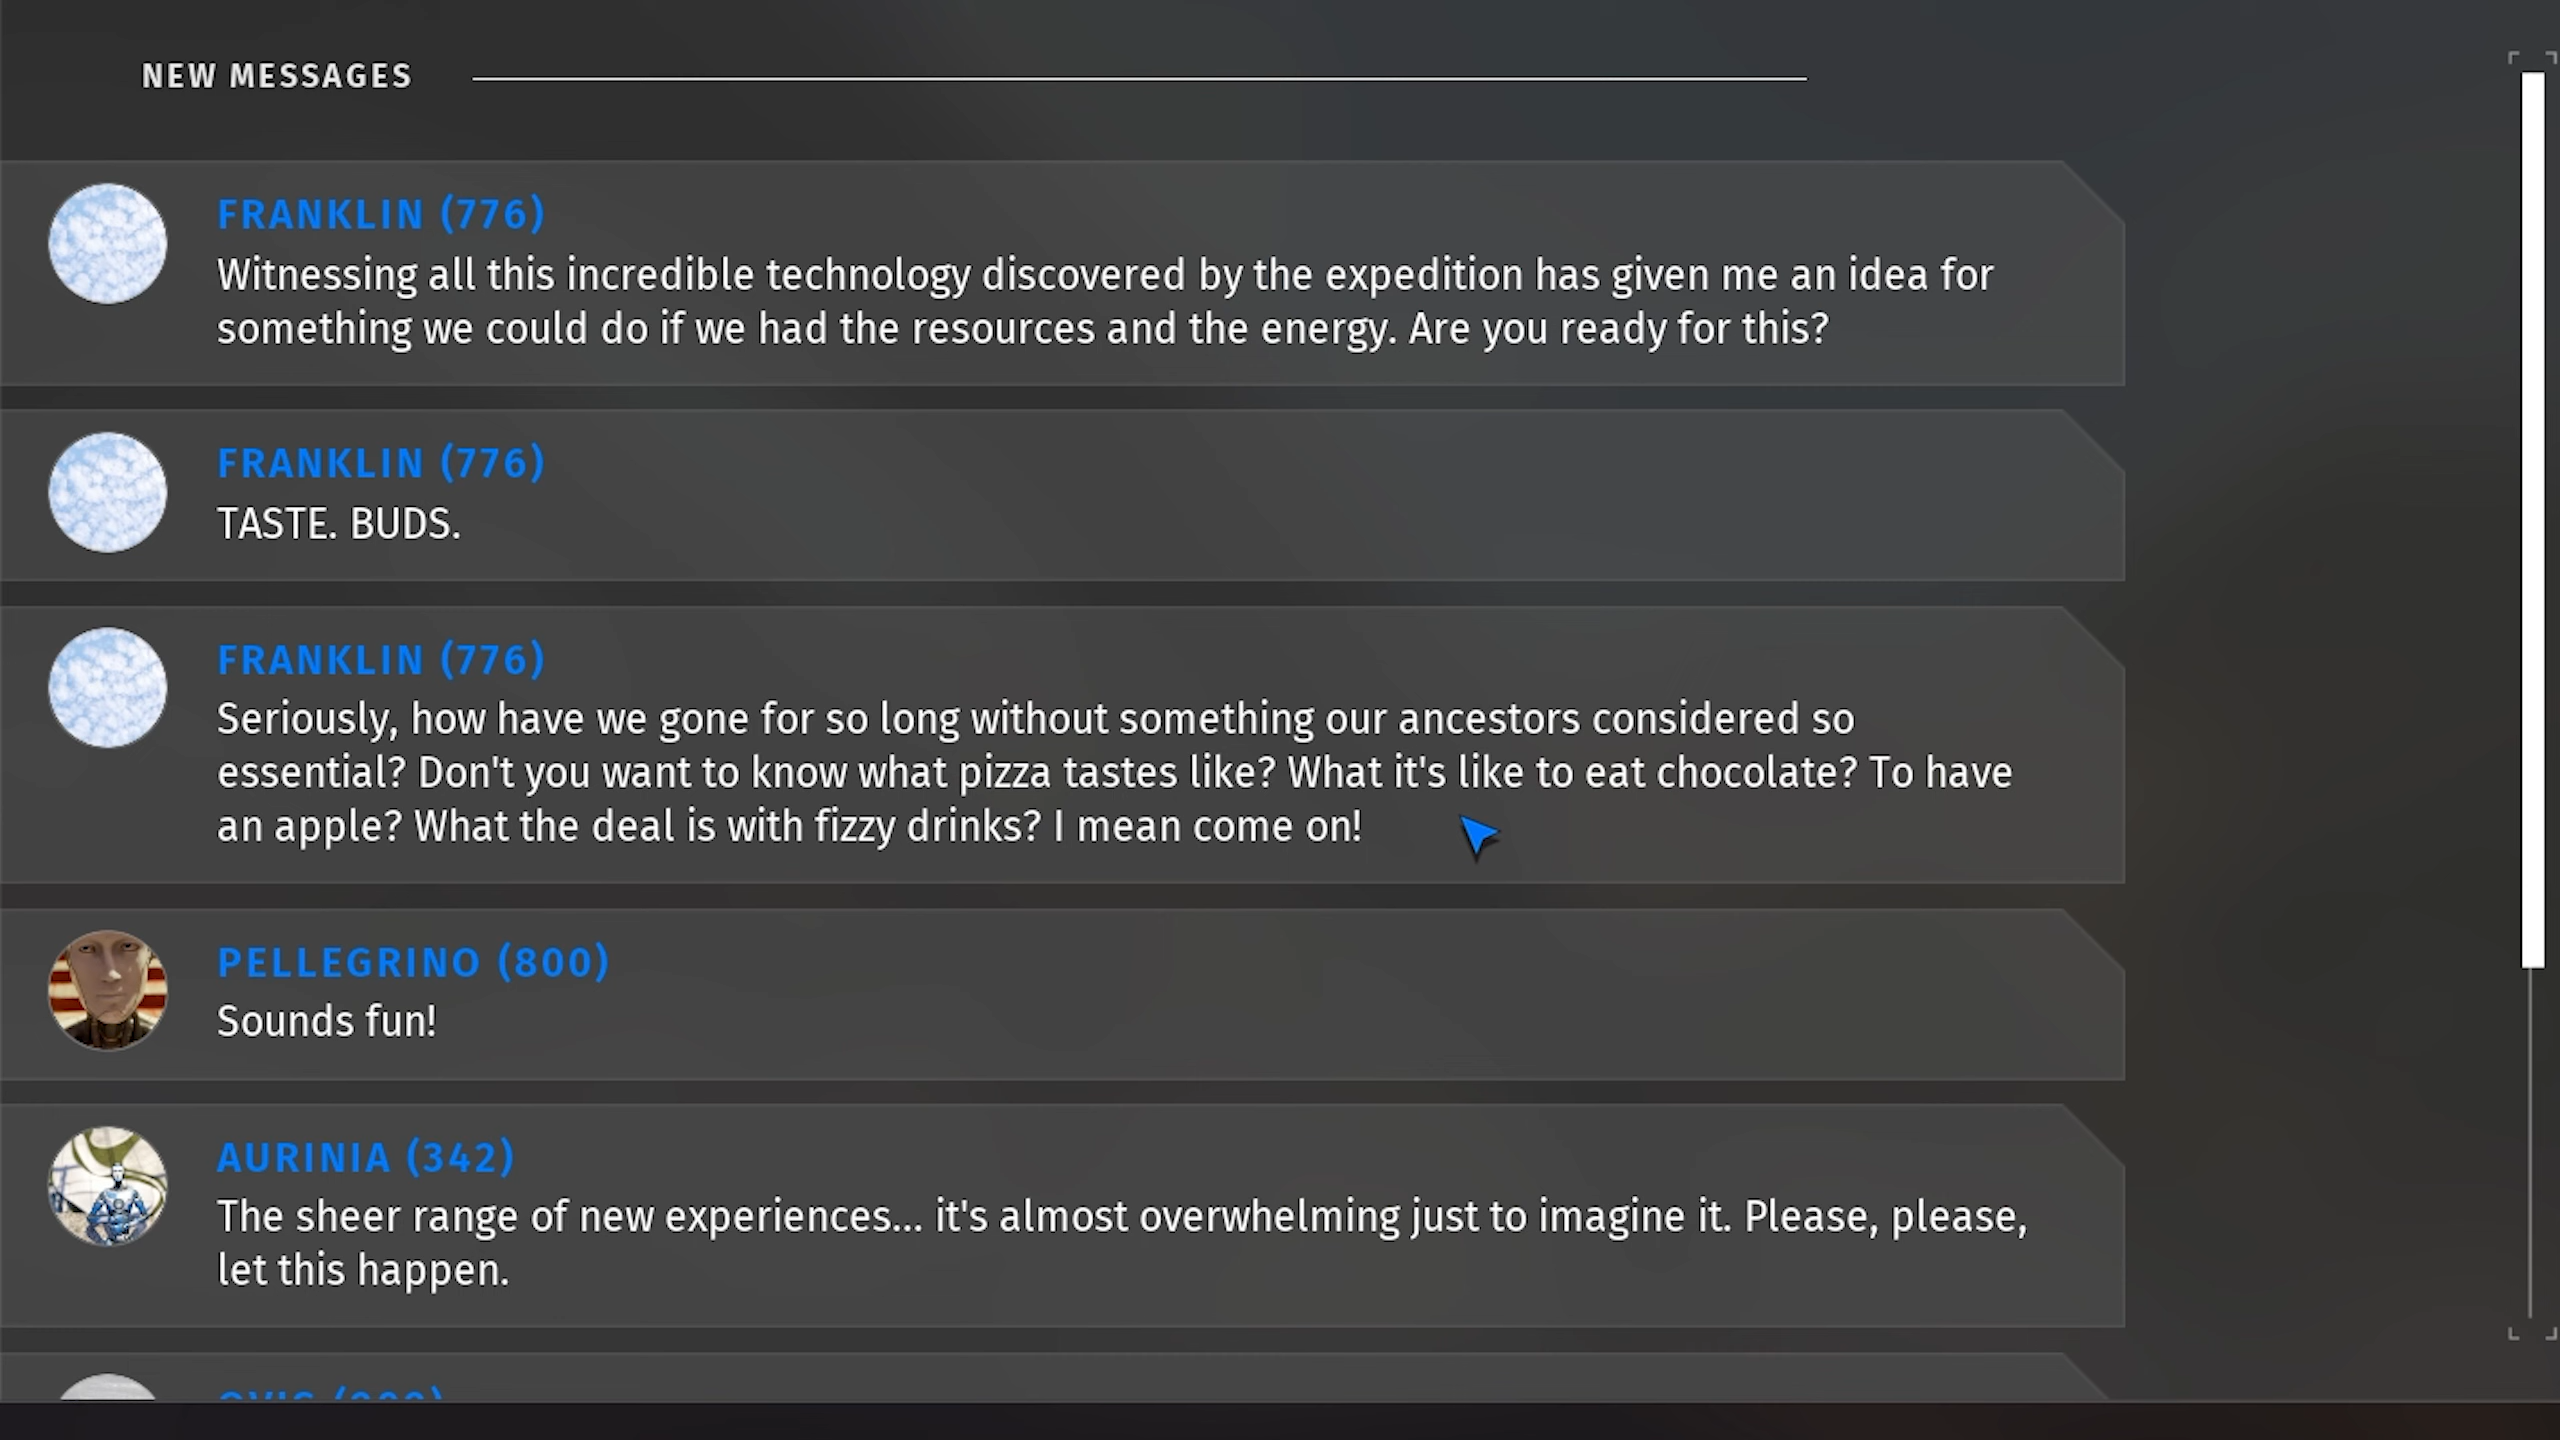 NEW MESSAGES
FRANKLIN (776)
Witnessing all this incredible technology discovered by the expedition has given me an idea for
something we could do if we had the resources and the energy. Are you ready for this?
FRANKLIN (776)
TASTE. BUDS.
FRANKLIN (776)
Seriously, how have we gone for so long without something our ancestors considered so
essential? Don't you want to know what pizza tastes like? What it's like to eat chocolate? To have
an apple? What the deal is with fizzy drinks? I mean come on!
PELLEGRINO (800)
Sounds fun!
AURINIA (342)
The sheer range of new experiences... it's almost overwhelming just to imagine it. Please, please,
let this happen.